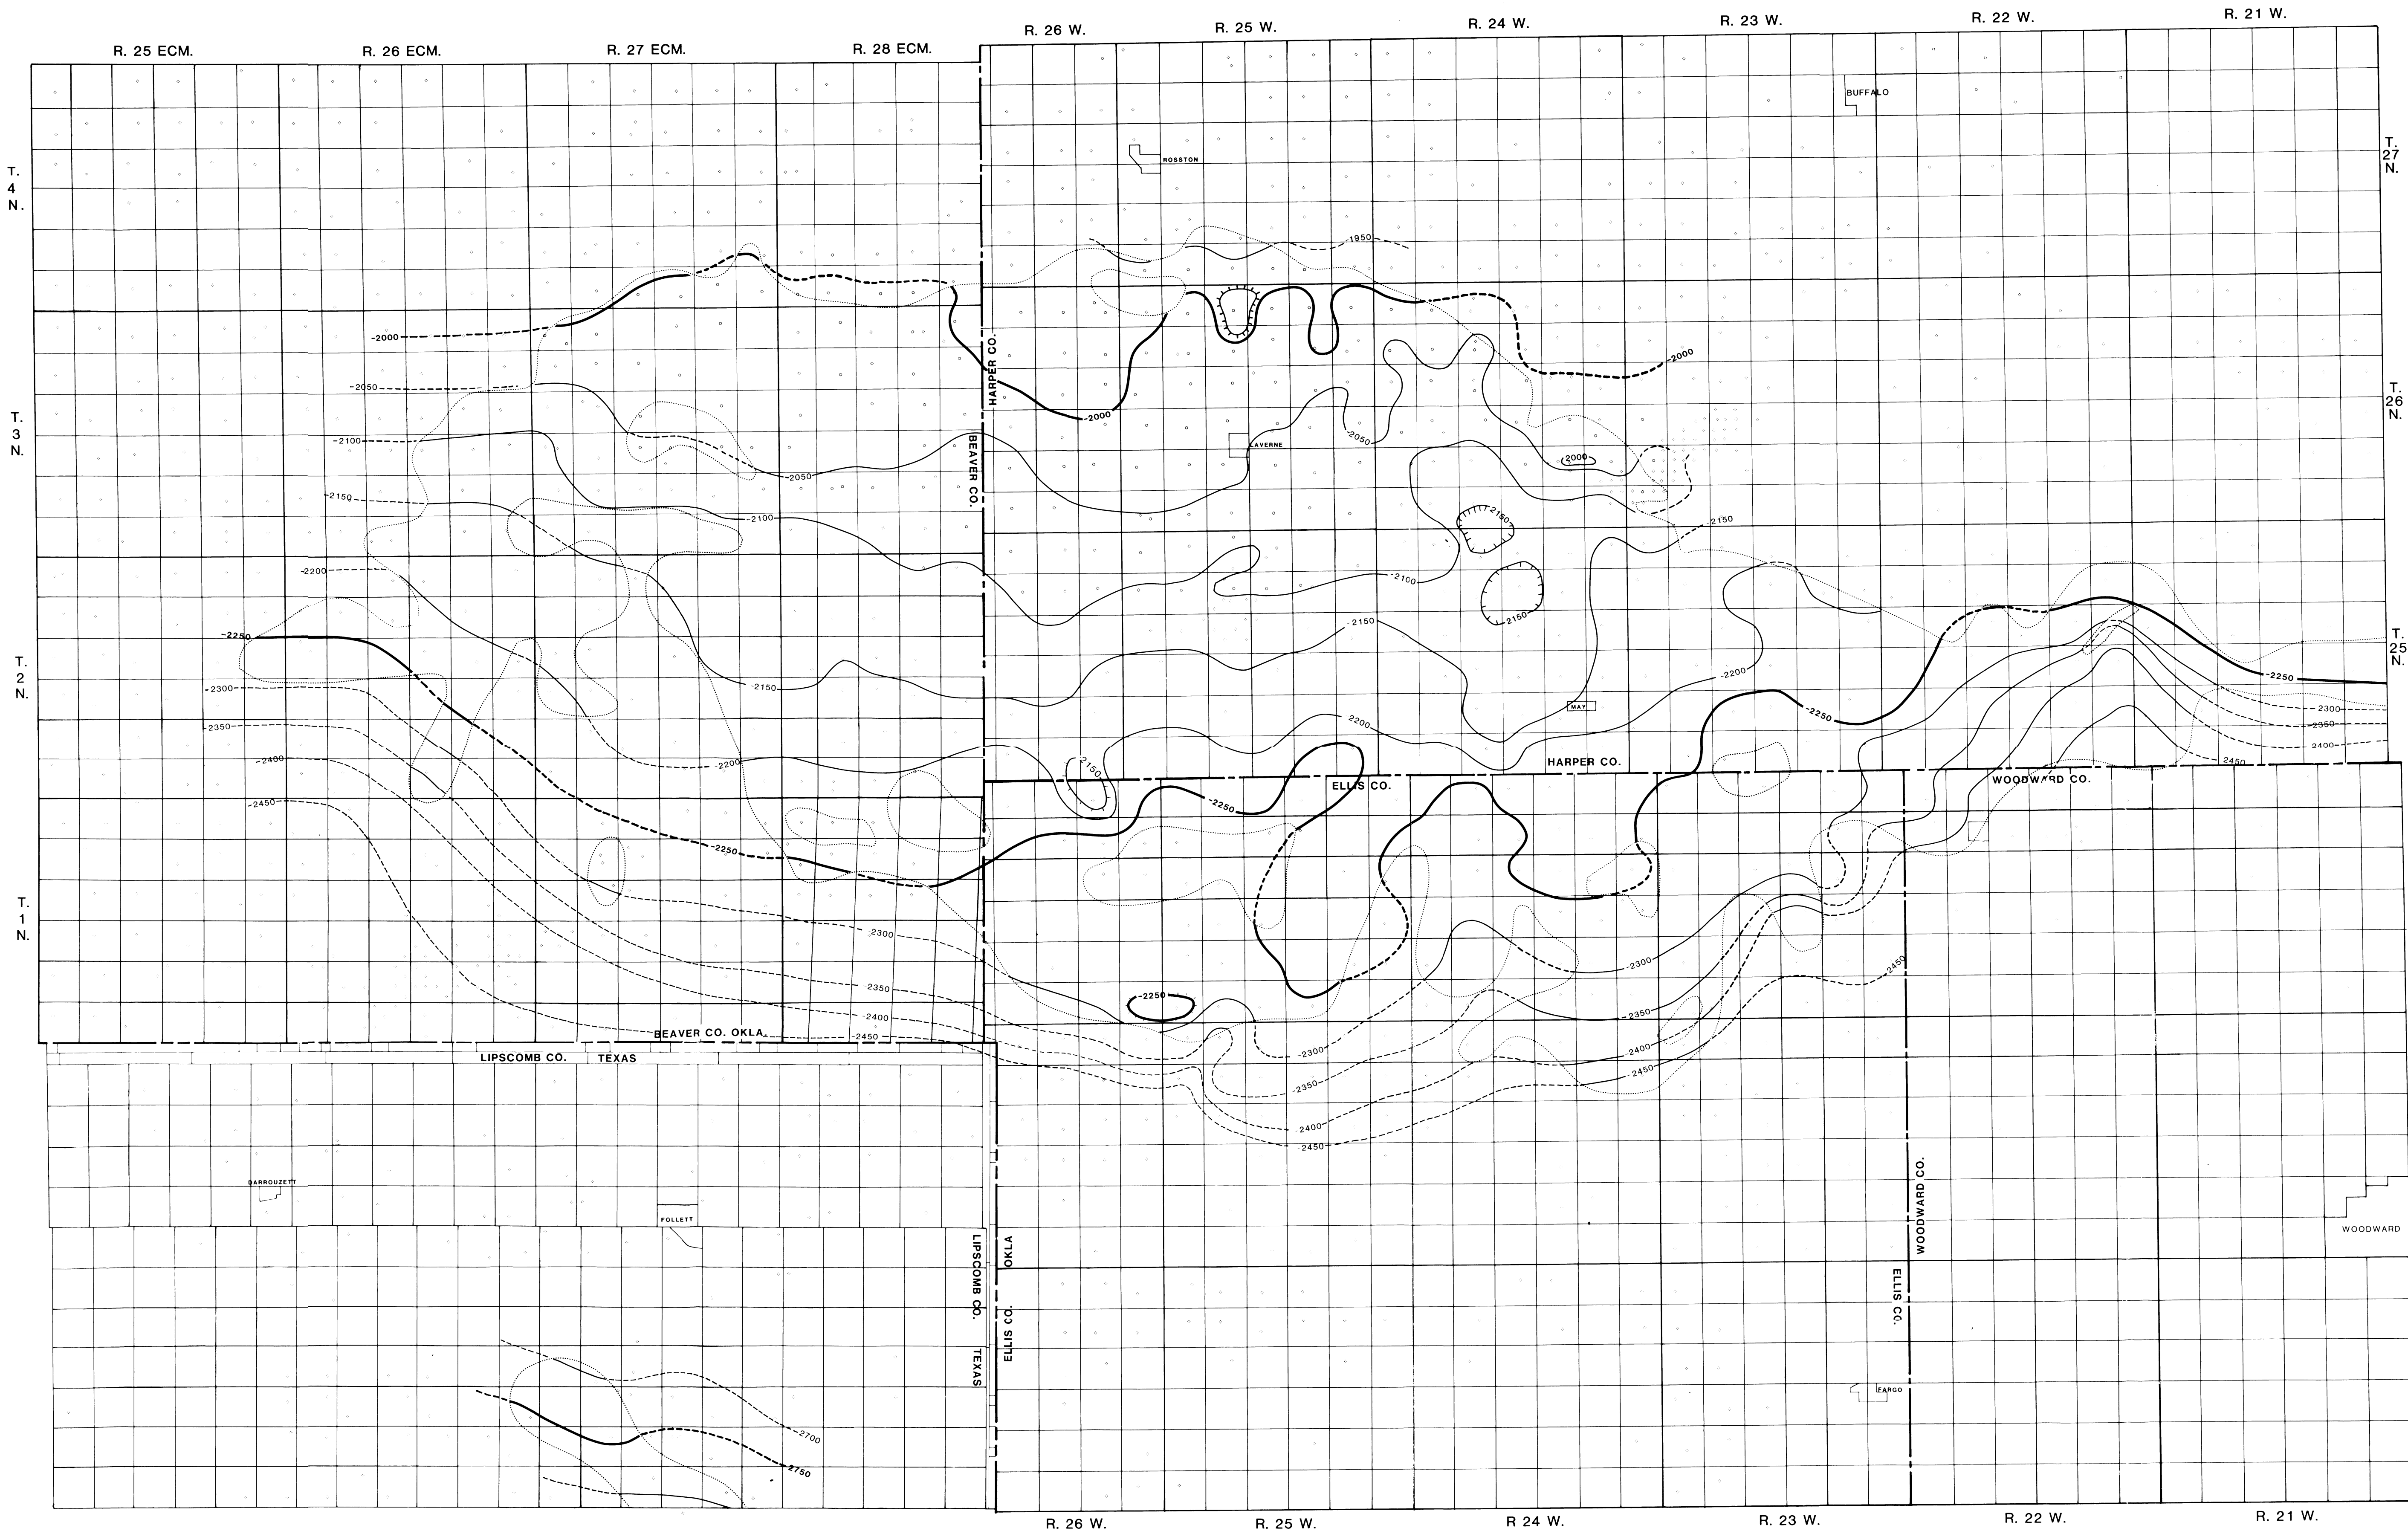 R. 25 ECM.
R. 26 ECM.
R. 27 ECM.
R. 28 ECM.
R. 26 W.
R. 25 W.
R. 24 W.
R. 23 W.
R. 22 W.
R. 21 W.
BUFFALO
ROSSTON
T.
4
N.
T.
27
N.
-1950
-2000
-2000
-2050
HARPER CO.
T.
3
N.
T.
26
N.
-2000
-2100
-2050
LAVERNE
BEAVER CO.
-2050
2000
-2150
-2100
2150
-2150
-2200
-2100
2150
-2150
-2250
T.
2
N.
T.
25
N.
-2300
-2150
-2200
-2250
MAY
-2300
-2350
2200
-2250
-2350
-2400
-2200
2150
HARPER CO.
2400
2450
ELLIS CO.
WOODWARD CO.
-2450
-2250
-2250
T.
1
N.
2300
-2300
-2450
-2350
-2250
-2400
-2350
BEAVER CO. OKLA.
-2450
LIPSCOMB CO.
TEXAS
-2300
-2400
-2450
-2350
-2400
-2450
DARROUZETT
FOLLETT
WOODWARD CO.
WOODWARD
LIPSCOMB CO.
OKLA
ELLIS CO.
ELLIS CO.
TEXAS
FARGO
-2700
-2750
R. 26 W.
R. 25 W.
R 24 W.
R. 23 W.
R. 22 W.
R. 21 W.